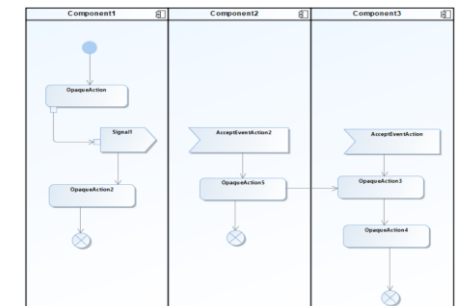 Component1
Component2
Component3
OpaqueAction
Signal1
AcceptEventAction2
AcceptEventAction
OpaqueAction2
OpaqueAction5
OpaqueAction3
OpaqueAction4